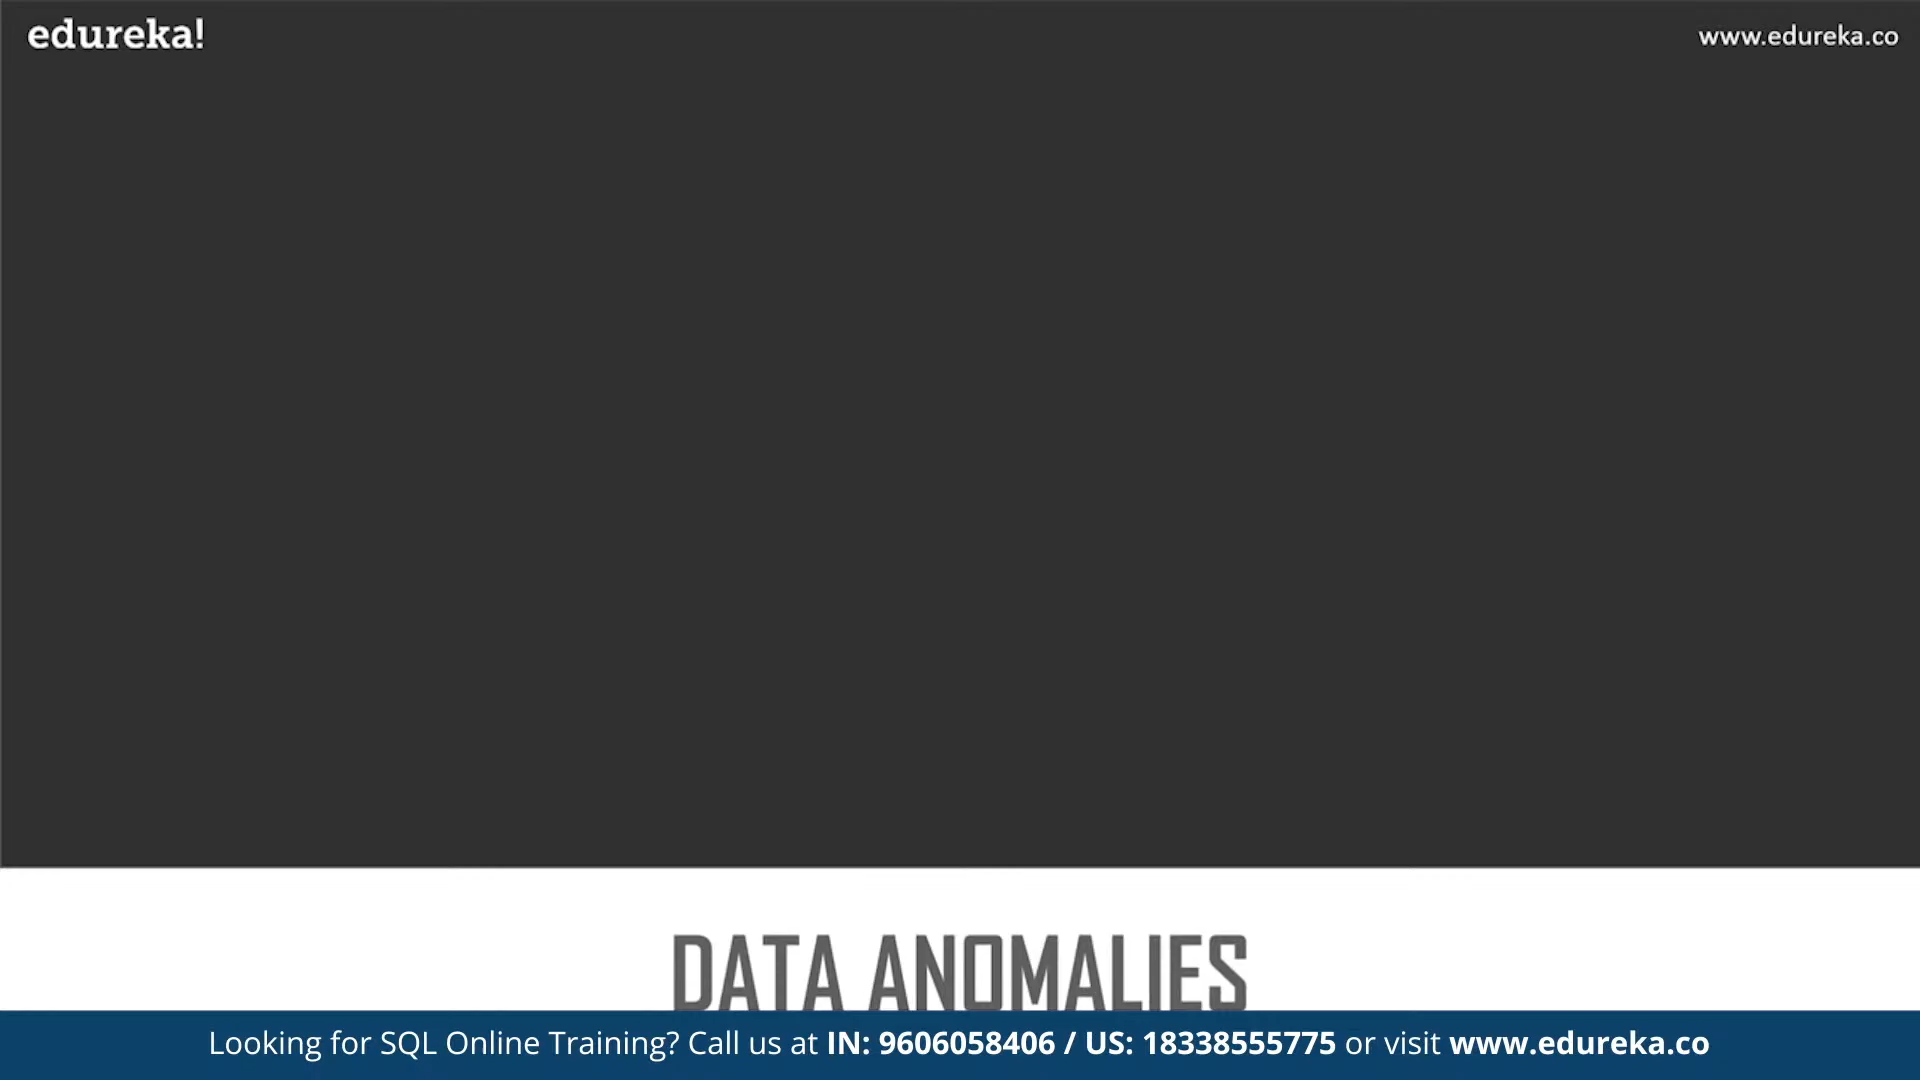 edureka!
www.edureka.co
DATA ANOMALIES
Looking for SQL Online Training? Call us at IN: 9606058406 / US: 18338555775 or visit www.edureka.co